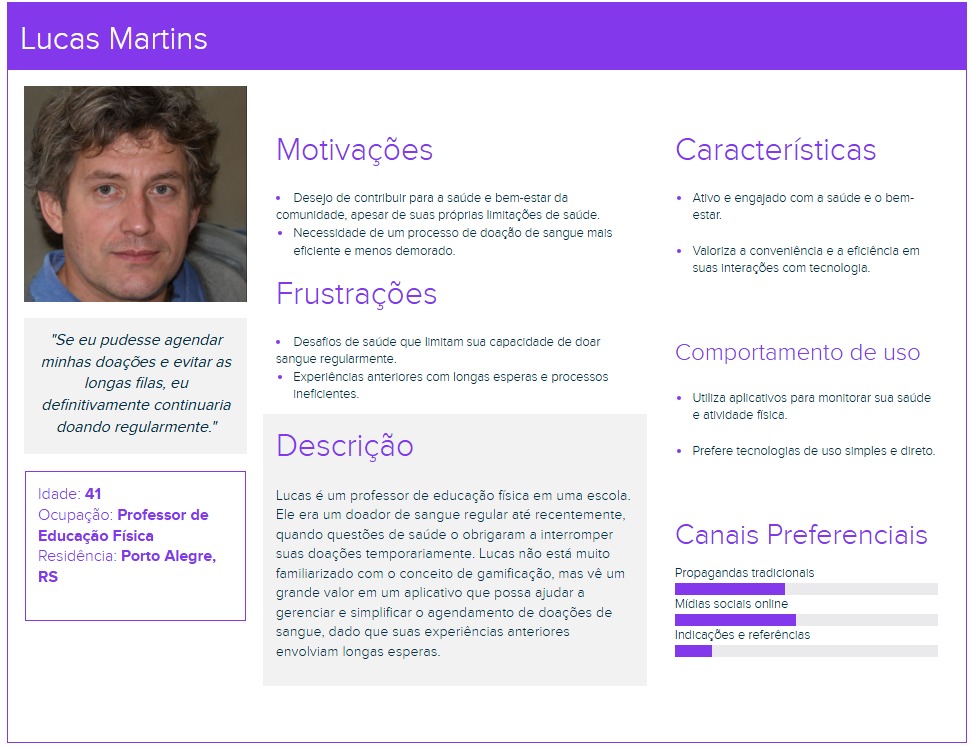 Lucas Martins
"Se eu pudesse agendar
minhas doações e evitar as
longas filas, eu
definitivamente continuaria
doando regularmente."
Idade: 41
Ocupação: Professor de
Educação Física
Residência: Porto Alegre,
RS
Motivações
• Desejo de contribuir para a saúde e bem-estar da
comunidade, apesar de suas próprias limitações de saúde.
• Necessidade de um processo de doação de sangue mais
eficiente e menos demorado.
Frustrações
• Desafios de saúde que limitam sua capacidade de doar
sangue regularmente.
• Experiências anteriores com longas esperas e processos
ineficientes.
Descrição
Lucas é um professor de educação física em uma escola.
Ele era um doador de sangue regular até recentemente,
quando questões de saúde o obrigaram a interromper
suas doações temporariamente. Lucas não está muito
familiarizado com o conceito de gamificação, mas vê um
grande valor em um aplicativo que possa ajudar a
gerenciar e simplificar o agendamento de doações de
sangue, dado que suas experiências anteriores
envolviam longas esperas.
Características
• Ativo e engajado com a saúde e o bem-
estar.
• Valoriza a conveniência e a eficiência em
suas interações com tecnologia.
Comportamento de uso
• Utiliza aplicativos para monitorar sua saúde
e atividade física.
• Prefere tecnologias de uso simples e direto.
Canais Preferenciais
Propagandas tradicionais
Mídias sociais online
Indicações e referências